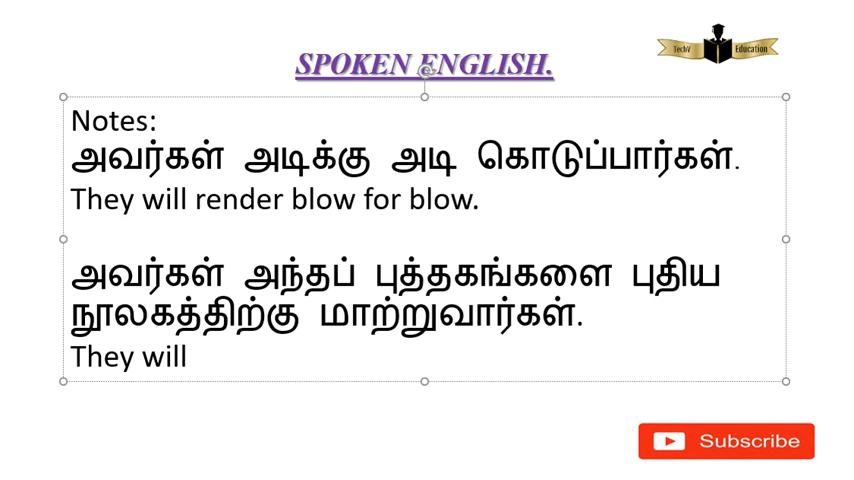 SPOKEN ENGLISH.
TechV Education
Notes:
அவர்கள் அடிக்கு அடி கொடுப்பார்கள்.
They will render blow for blow.
அவர்கள் அந்தப் புத்தகங்களை புதிய
நூலகத்திற்கு மாற்றுவார்கள்.
They will
Subscribe